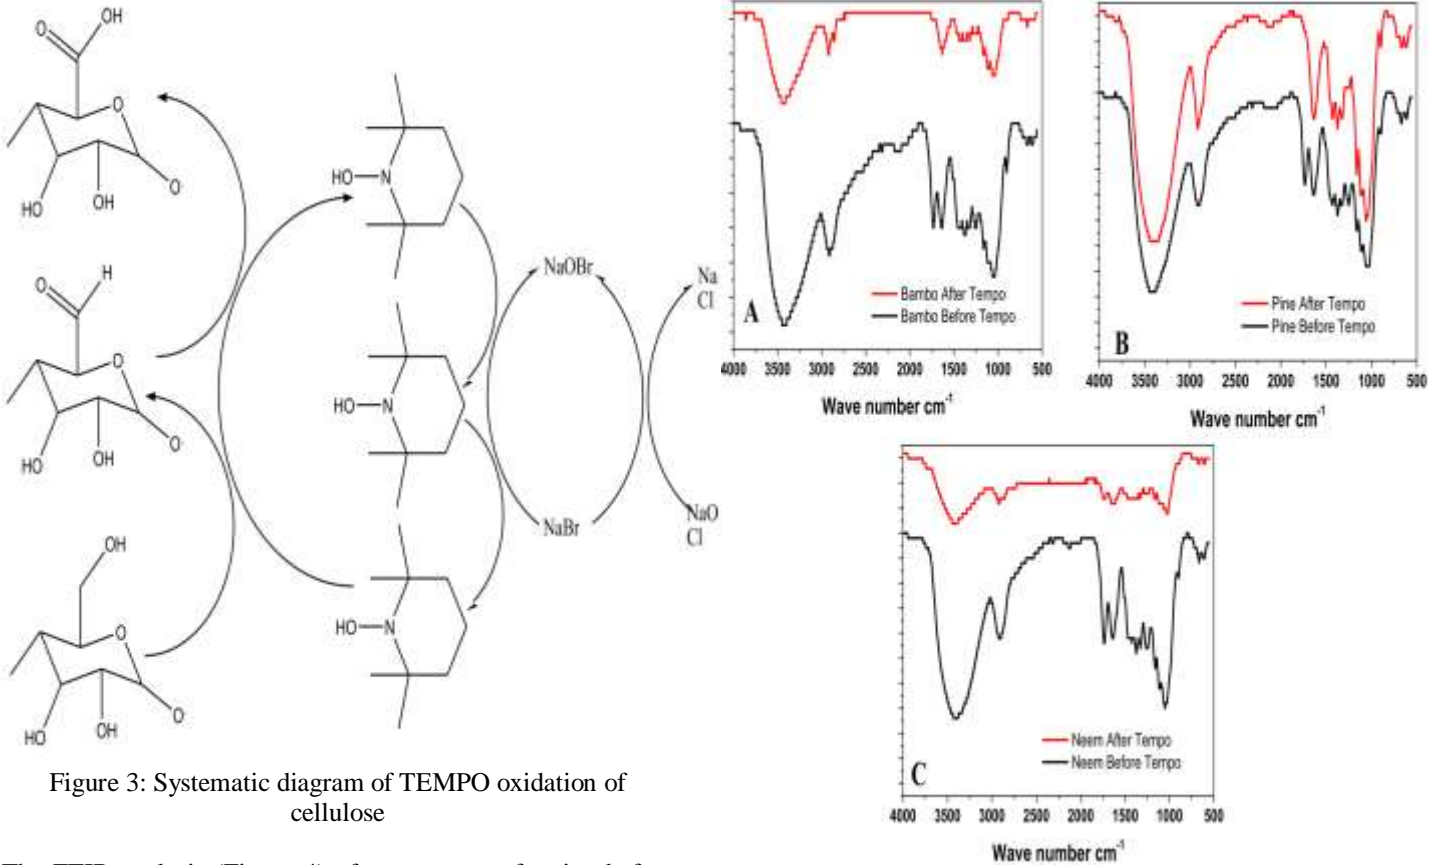 OH
O
O
O
HO
OH
H
O
O
O
HO
OH
OH
O
O
HO
OH
HO—N
HO—N
HO—N
NaOBr
NaBr
Na
Cl
NaO
Cl
Figure 3: Systematic diagram of TEMPO oxidation of
cellulose
A
Bambo After Tempo
Bambo Before Tempo
4000 3500 3000 2500 2000 1500 1000 500
Wave number cm-1
B
Pine After Tempo
Pine Before Tempo
4000 3500 3000 2500 2000 1500 1000 500
Wave number cm-1
C
Neem After Tempo
Neem Before Tempo
4000 3500 3000 2500 2000 1500 1000 500
Wave number cm-1